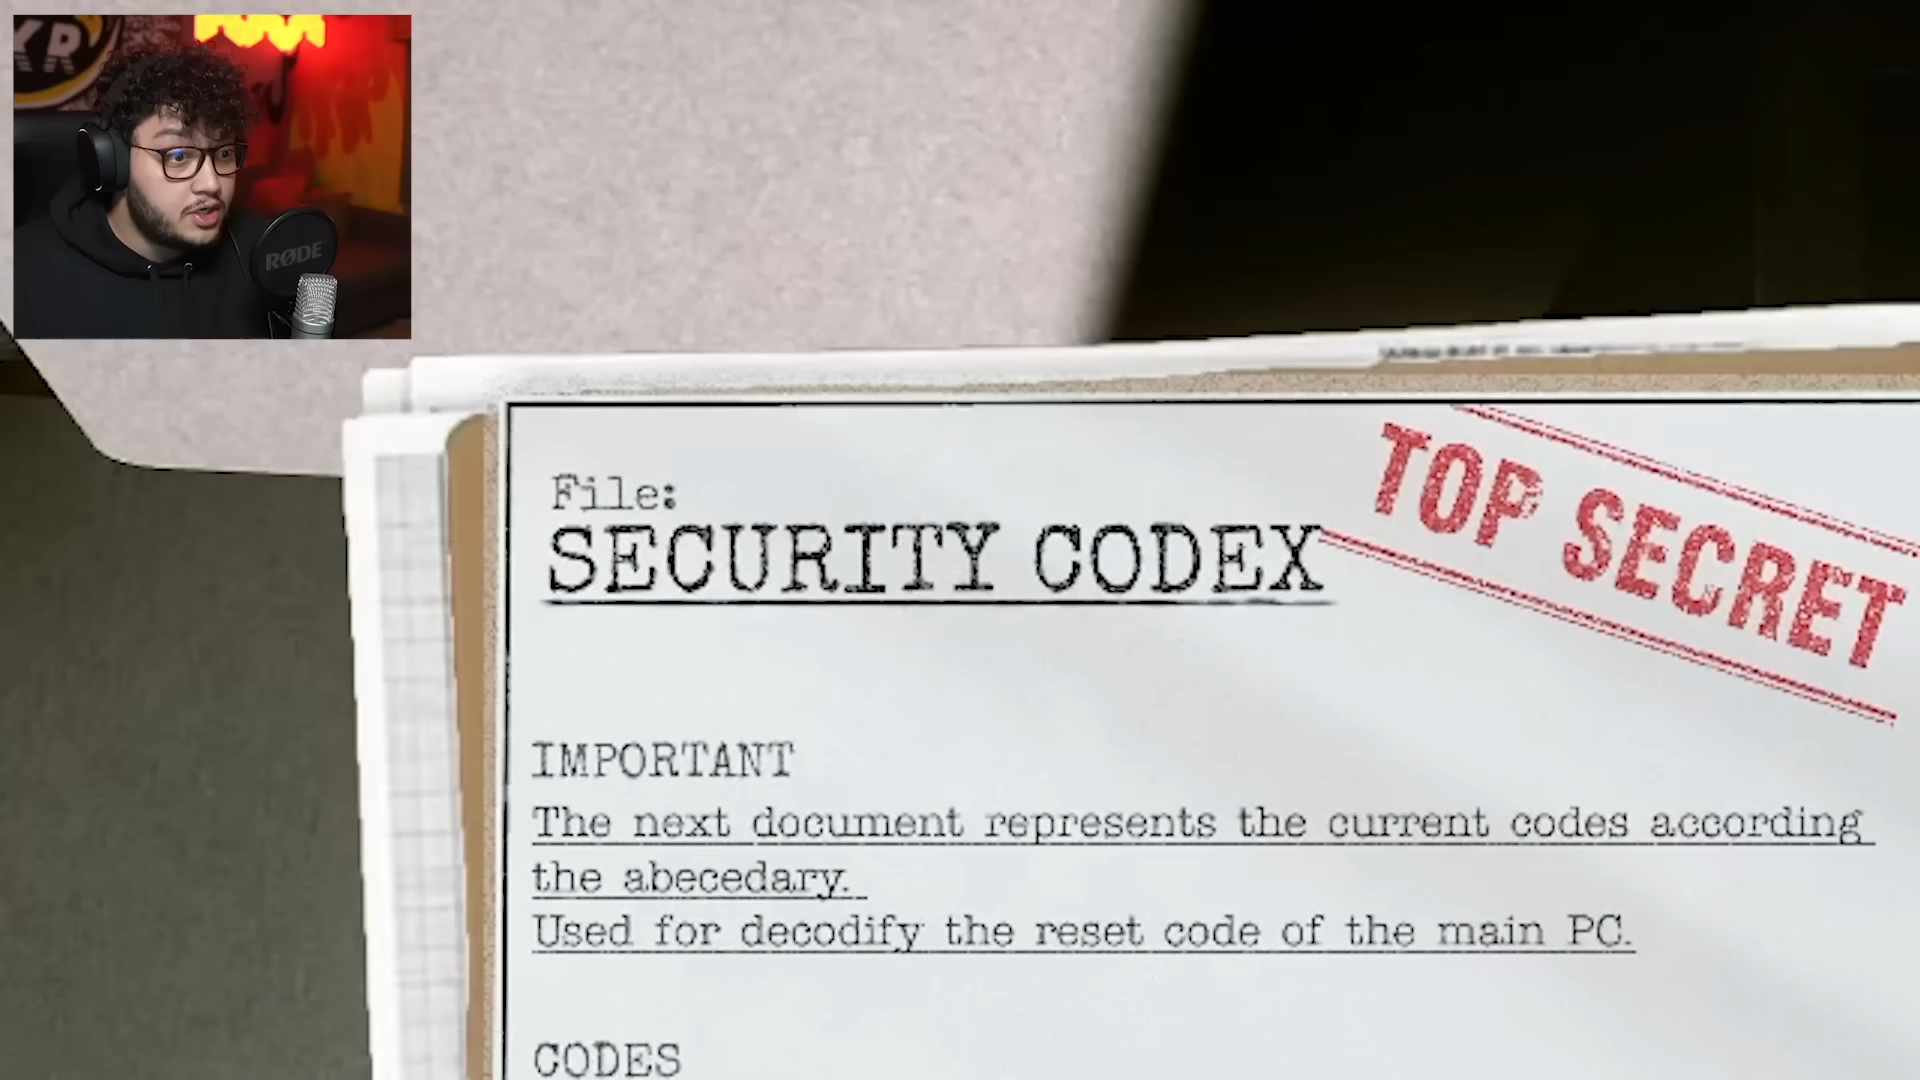 KR
RØDE
TOP SECRET
File:
SECURITY CODEX
IMPORTANT
The next document represents the current codes according
the abecedary.
Used for decodify the reset code of the main PC.
CODES